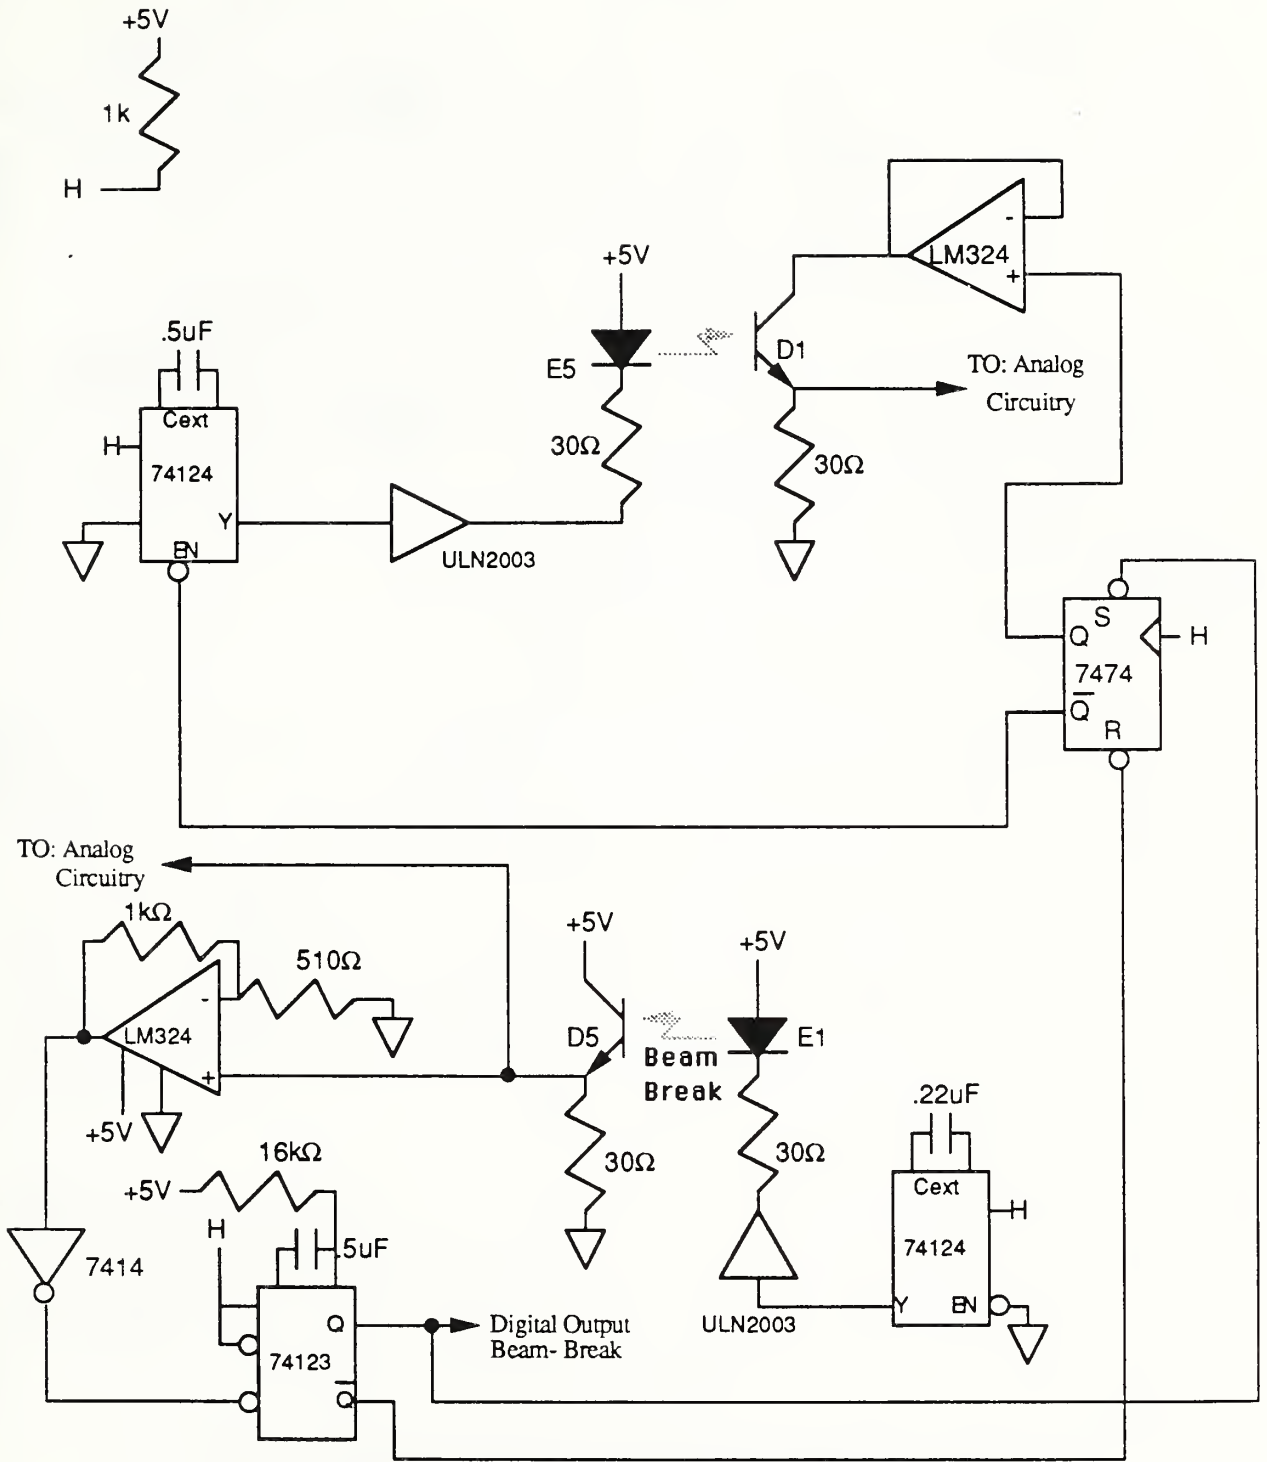 +5V
1k
H
+5V
LM324
-
+
.5uF
E5
D1
TO: Analog
Circuitry
Cext
H
74124
30Ω
30Ω
Y
EN
ULN2003
S
Q
H
7474
Q
R
TO: Analog
Circuitry
1kΩ
+5V
+5V
510Ω
-
LM324
D5
E1
Beam
Break
+
.22uF
+5V
16kΩ
30Ω
30Ω
Cext
+5V
H
H
7414
.5uF
74124
Y
EN
Q
Digital Output
Beam- Break
ULN2003
74123
Q